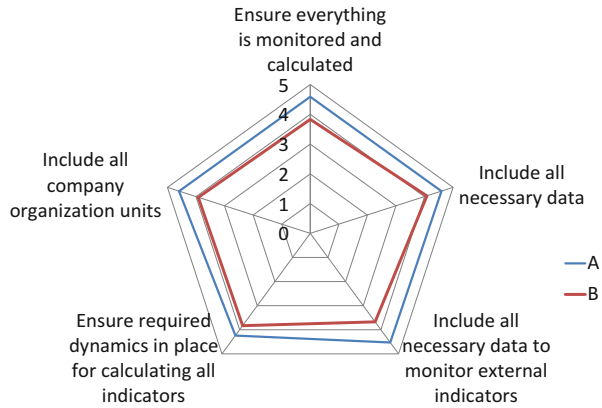 Ensure everything
is monitored and
calculated
5
4
3
2
1
0
Include all
necessary data
Include all
necessary data to
monitor external
indicators
Ensure required
dynamics in place
for calculating all
indicators
Include all
company
organization units
A
B